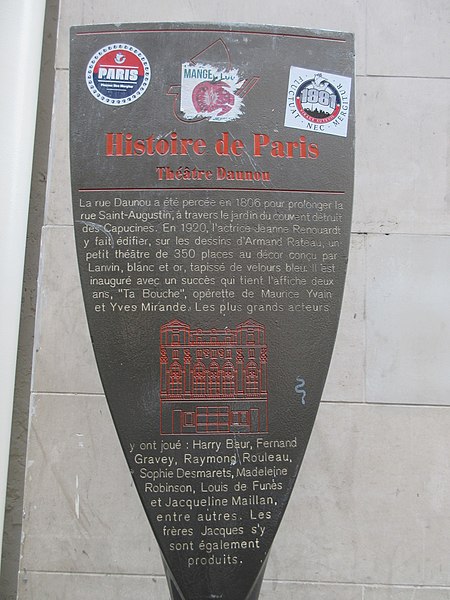 PARIS
MANGE
1881
FLUCTUAT · NEC · MERGITUR
Histoire de Paris
Théâtre Daunou
La rue Daunou a été percée en 1806 pour prolonger la
rue Saint-Augustin, à travers le jardin du couvent détruit
des Capucines. En 1920, l'actrice Jeanne Renouardt
y fait édifier, sur les dessins d'Armand Rateau, un
petit théâtre de 350 places au décor conçu par
Lanvin, blanc et or, tapissé de velours bleu. Il est
inauguré avec un succès qui tient l'affiche deux
ans, "Ta Bouche", opérette de Maurice Yvain
et Yves Mirande. Les plus grands acteurs
y ont joué : Harry Baur, Fernand
Gravey, Raymond Rouleau,
Sophie Desmarets, Madeleine
Robinson, Louis de Funès
et Jacqueline Maillan,
entre autres. Les
frères Jacques s'y
sont également
produits.